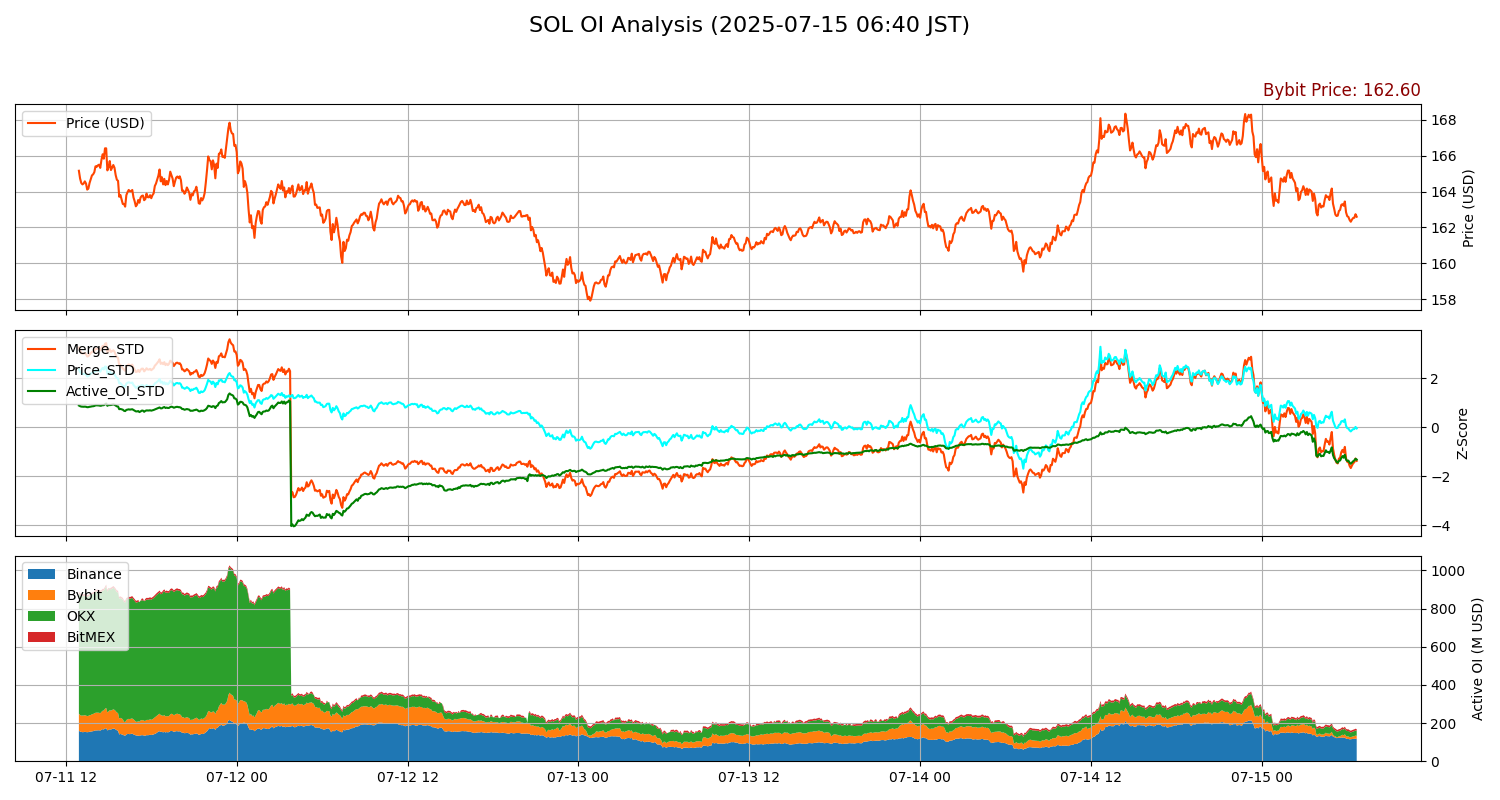 SOL OI Analysis (2025-07-15 06:40 JST)
Bybit Price: 162.60
Price (USD)
168
166
164
162
160
158
Price (USD)
Merge_STD
Price_STD
Active_OI_STD
2
0
−2
−4
Z-Score
Binance
Bybit
OKX
BitMEX
1000
800
600
400
200
0
Active OI (M USD)
07-11 12
07-12 00
07-12 12
07-13 00
07-13 12
07-14 00
07-14 12
07-15 00